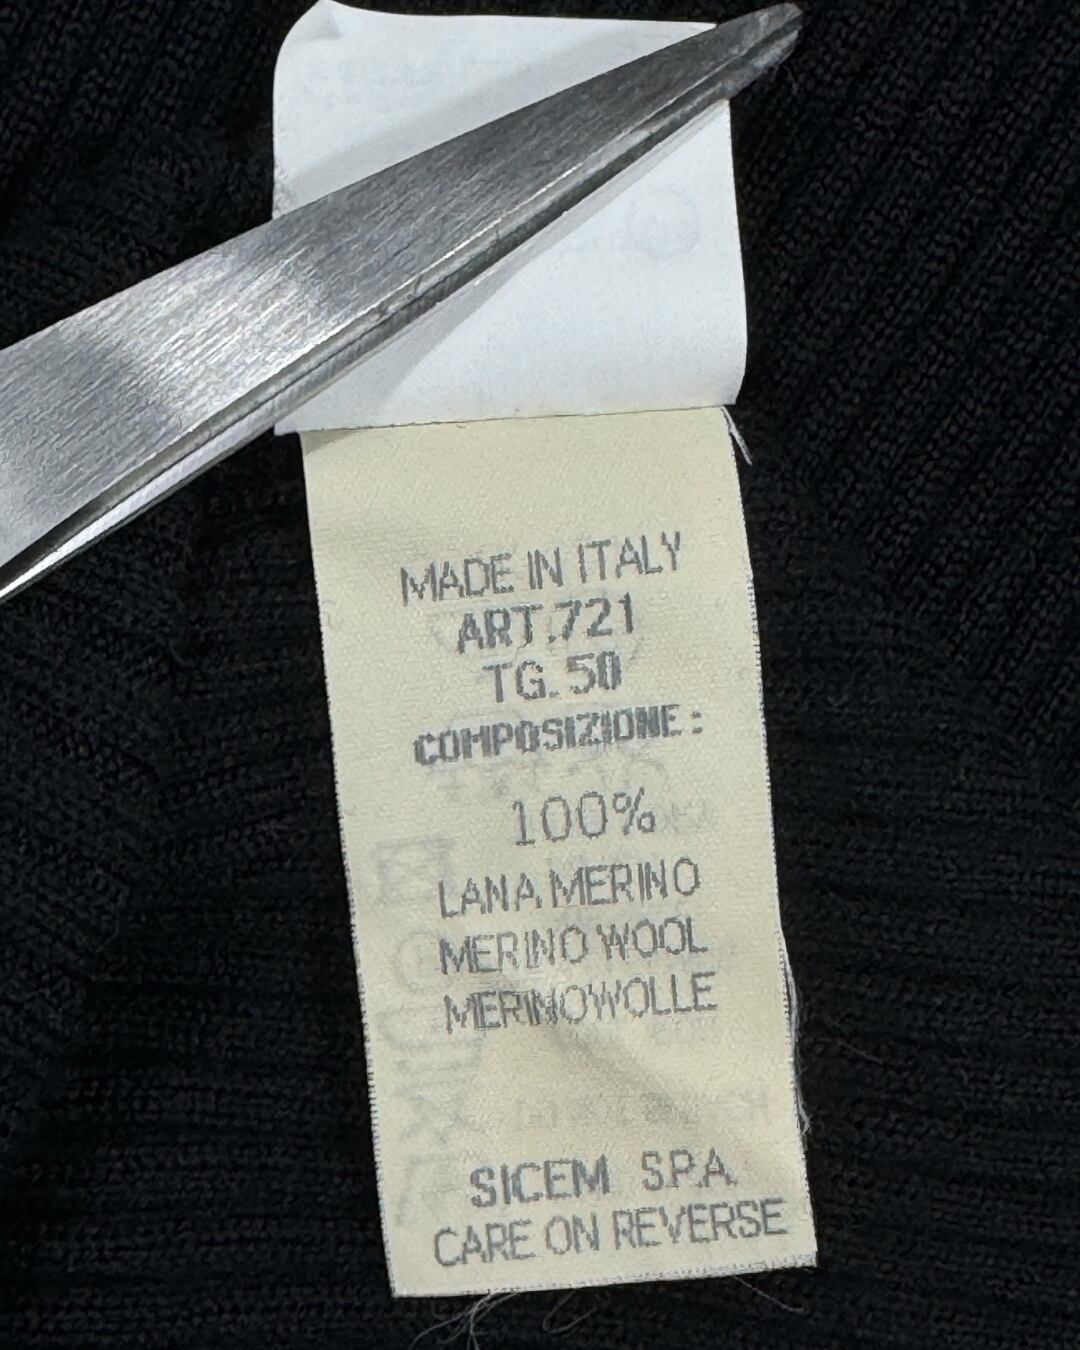 MADE IN ITALY
ART.721
TG.50
COMPOSIZIONE:
100%
LANA MERINO
MERINO WOOL
MERINOWOLLE
SICEM S.P.A.
CARE ON REVERSE